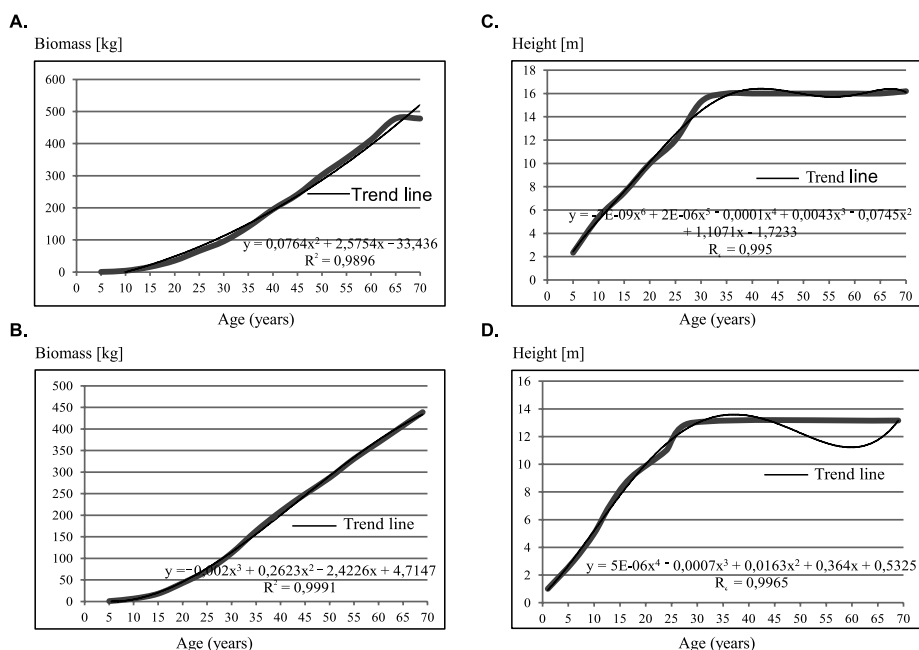 A.
Biomass [kg]
600
500
400
300
200
100
0
0 5 10 15 20 25 30 35 40 45 50 55 60 65 70
Trend line
y = 0,0764x² + 2,5754x – 33,436
R² = 0,9896
Age (years)
B.
Biomass [kg]
500
450
400
350
300
250
200
150
100
50
0
0 5 10 15 20 25 30 35 40 45 50 55 60 65 70
Trend line
y = – 0,002x³ + 0,2623x² – 2,4226x + 4,7147
R² = 0,9991
Age (years)
C.
Height [m]
18
16
14
12
10
8
6
4
2
0
0 5 10 15 20 25 30 35 40 45 50 55 60 65 70
Trend line
2E-06x⁵ – 0,0001x⁴ + 0,0043x³ – 0,0745x²
+ 1,1071x – 1,7233
= 0,995
Age (years)
D.
Height [m]
16
14
12
10
8
6
4
2
0
0 5 10 15 20 25 30 35 40 45 50 55 60 65 70
Trend line
y = 5E-06x⁴ – 0,0007x³ + 0,0163x² + 0,364x + 0,5325
= 0,9965
Age (years)